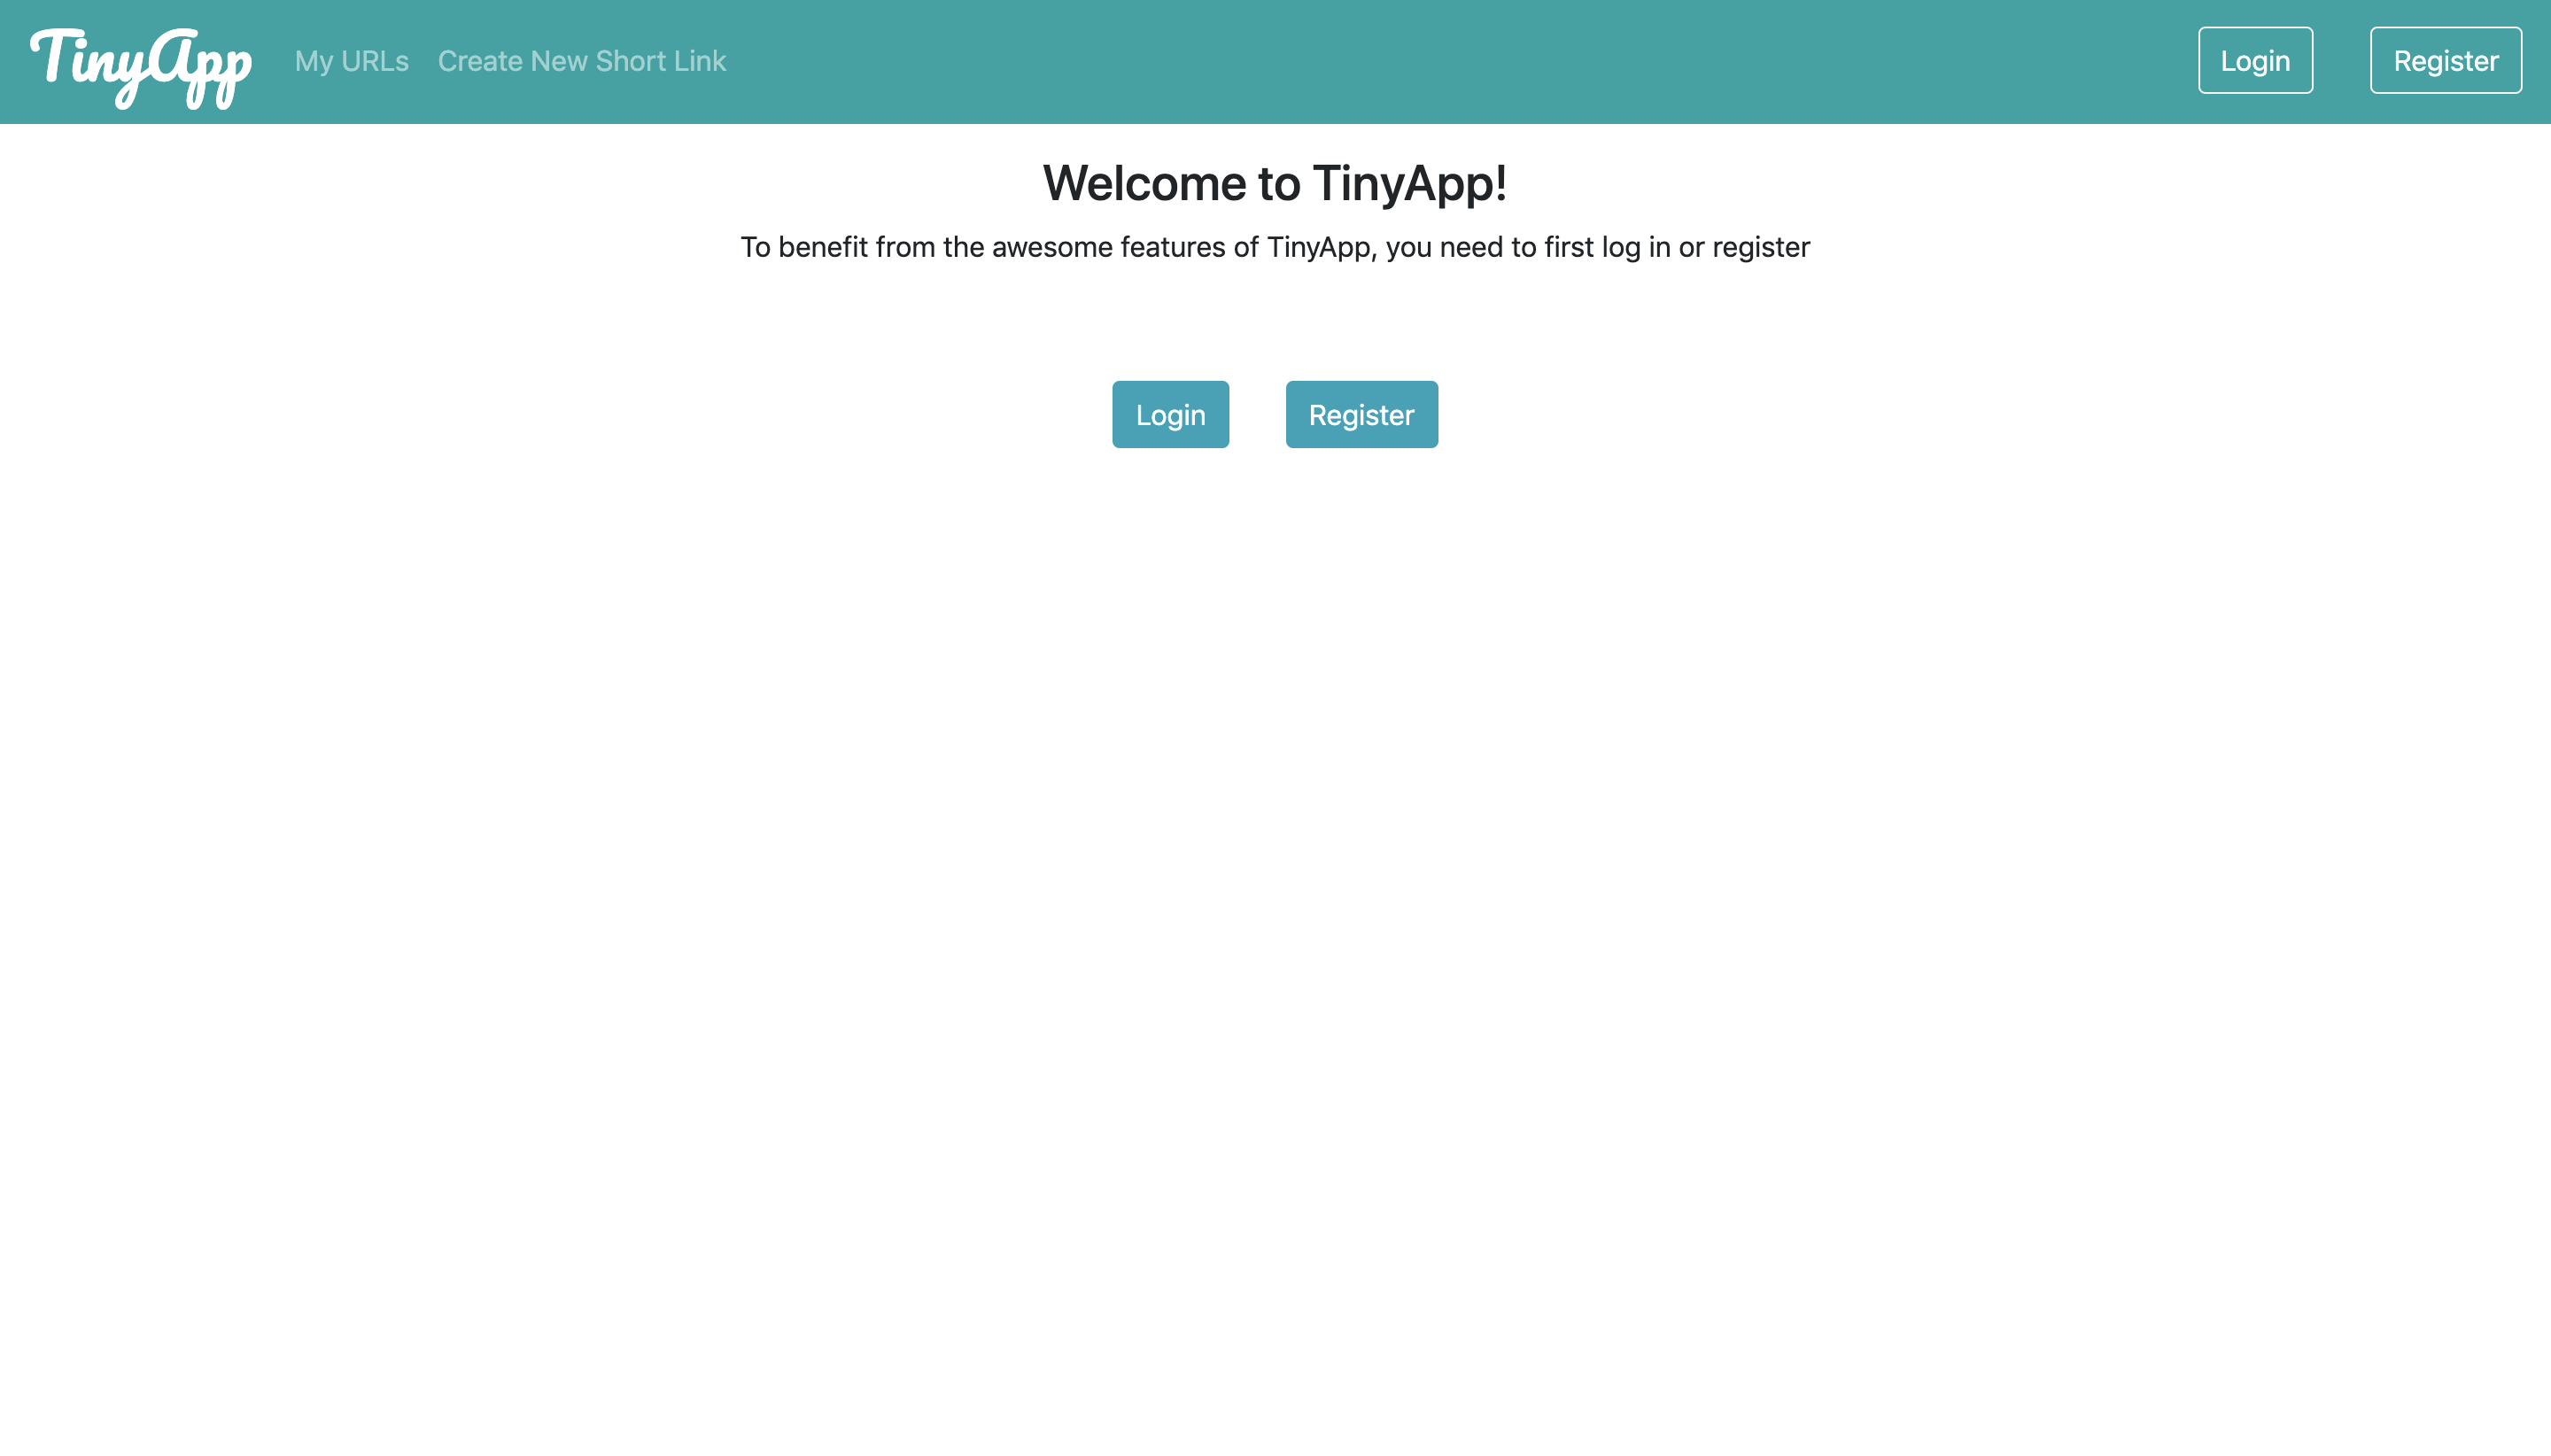 TinyApp My URLs Create New Short Link Login Register
Welcome to TinyApp!
To benefit from the awesome features of TinyApp, you need to first log in or register
Login Register